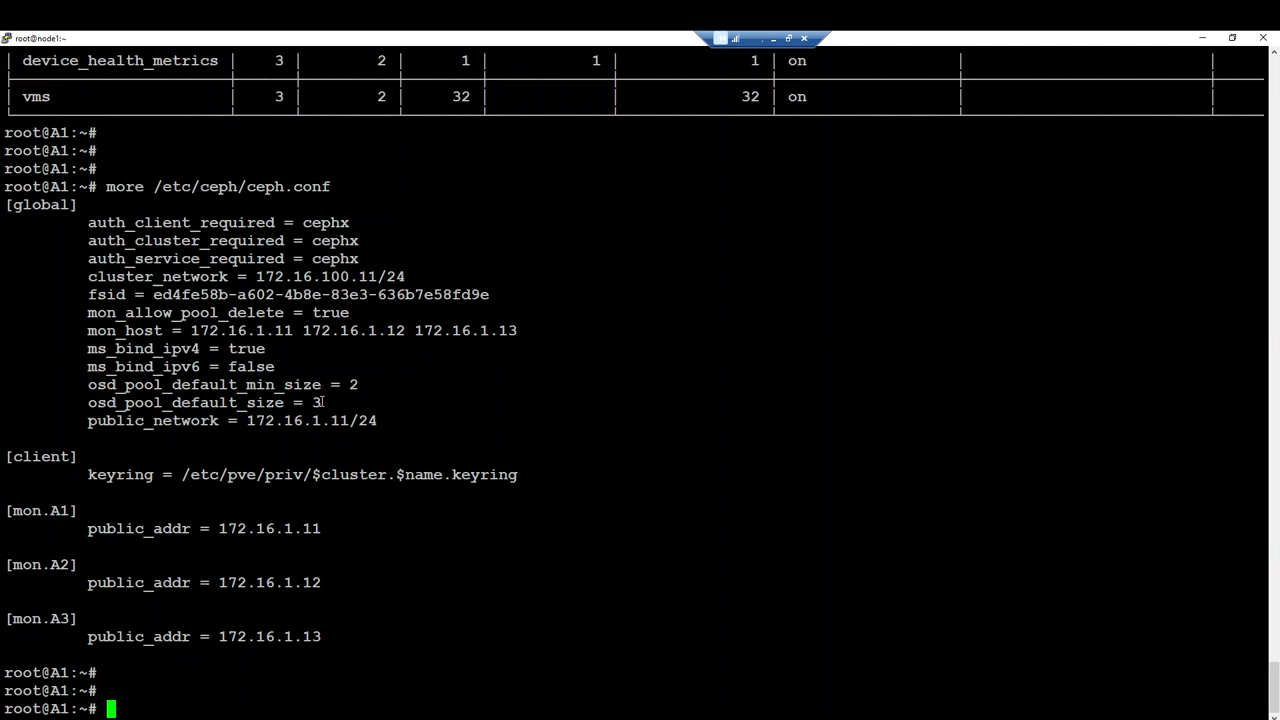 root@node1:~
| device_health_metrics | 3 | 2 | 1 | 1 | 1 | on | |
| vms | 3 | 2 | 32 | | 32 | on | |
root@A1:~#
root@A1:~#
root@A1:~#
root@A1:~# more /etc/ceph/ceph.conf
[global]
auth_client_required = cephx
auth_cluster_required = cephx
auth_service_required = cephx
cluster_network = 172.16.100.11/24
fsid = ed4fe58b-a602-4b8e-83e3-636b7e58fd9e
mon_allow_pool_delete = true
mon_host = 172.16.1.11 172.16.1.12 172.16.1.13
ms_bind_ipv4 = true
ms_bind_ipv6 = false
osd_pool_default_min_size = 2
osd_pool_default_size = 3
public_network = 172.16.1.11/24
[client]
keyring = /etc/pve/priv/$cluster.$name.keyring
[mon.A1]
public_addr = 172.16.1.11
[mon.A2]
public_addr = 172.16.1.12
[mon.A3]
public_addr = 172.16.1.13
root@A1:~#
root@A1:~#
root@A1:~#